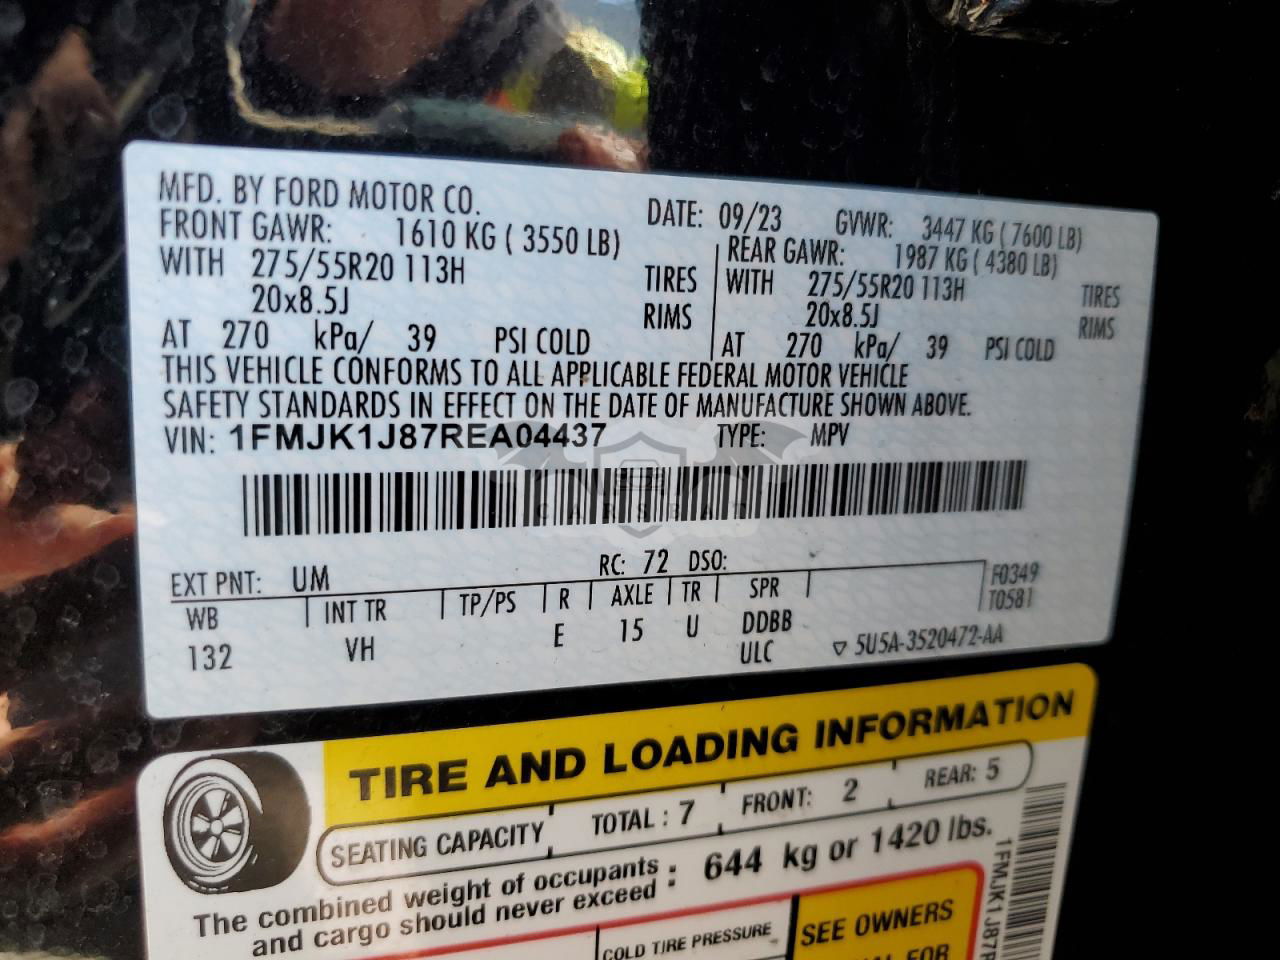 MFD. BY FORD MOTOR CO.
DATE: 09/23 GVWR: 3447 KG ( 7600 LB)
FRONT GAWR: 1610 KG ( 3550 LB) REAR GAWR: 1987 KG ( 4380 LB)
WITH 275/55R20 113H TIRES WITH 275/55R20 113H TIRES
20x8.5J RIMS 20x8.5J RIMS
AT 270 kPa/ 39 PSI COLD AT 270 kPa/ 39 PSI COLD
THIS VEHICLE CONFORMS TO ALL APPLICABLE FEDERAL MOTOR VEHICLE
SAFETY STANDARDS IN EFFECT ON THE DATE OF MANUFACTURE SHOWN ABOVE.
VIN: 1FMJK1J87REA04437 TYPE: MPV
CARSBAT
EXT PNT: UM RC: 72 DSO:
WB INT TR TP/PS R AXLE TR SPR F0349
T0581
132 VH E 15 U DDBB
ULC ▽ 5U5A-3520472-AA
TIRE AND LOADING INFORMATION
SEATING CAPACITY TOTAL : 7 FRONT: 2 REAR: 5
The combined weight of occupants and cargo should never exceed : 644 kg or 1420 lbs.
COLD TIRE PRESSURE
SEE OWNERS
FOR
1FMJK1J87R